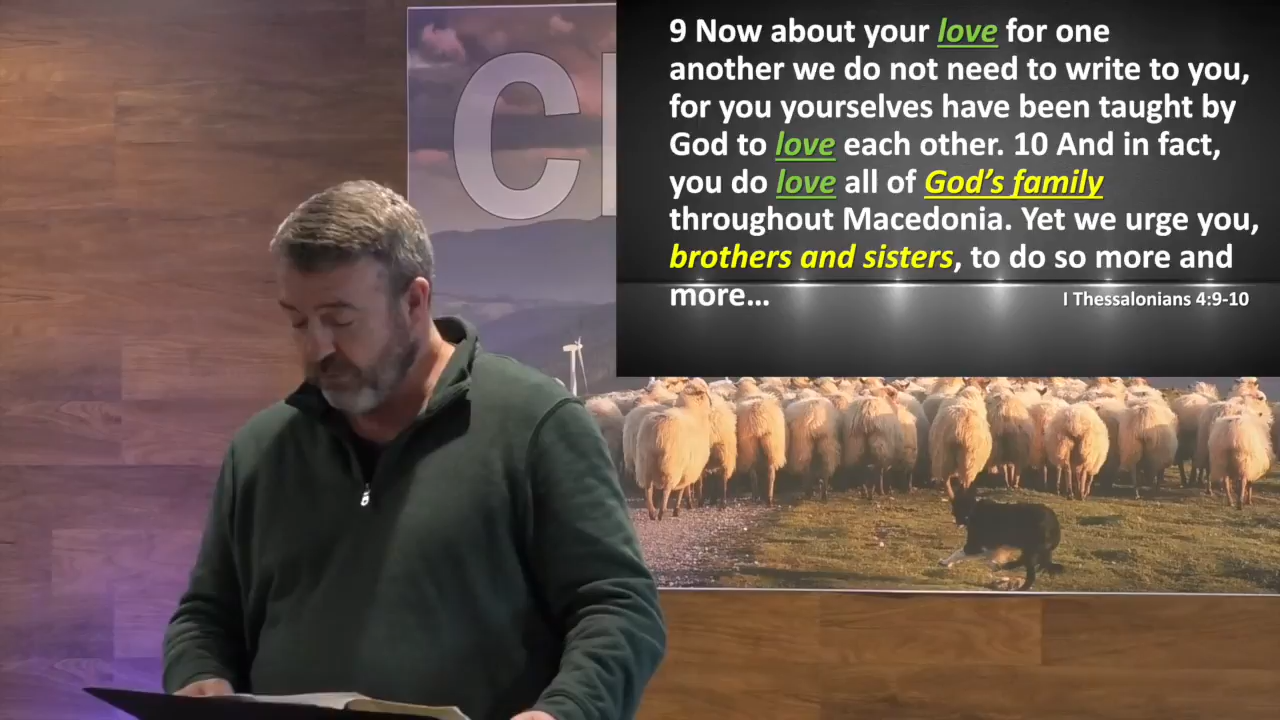 C
9 Now about your love for one
another we do not need to write to you,
for you yourselves have been taught by
God to love each other. 10 And in fact,
you do love all of God's family
throughout Macedonia. Yet we urge you,
brothers and sisters, to do so more and
more…
I Thessalonians 4:9-10